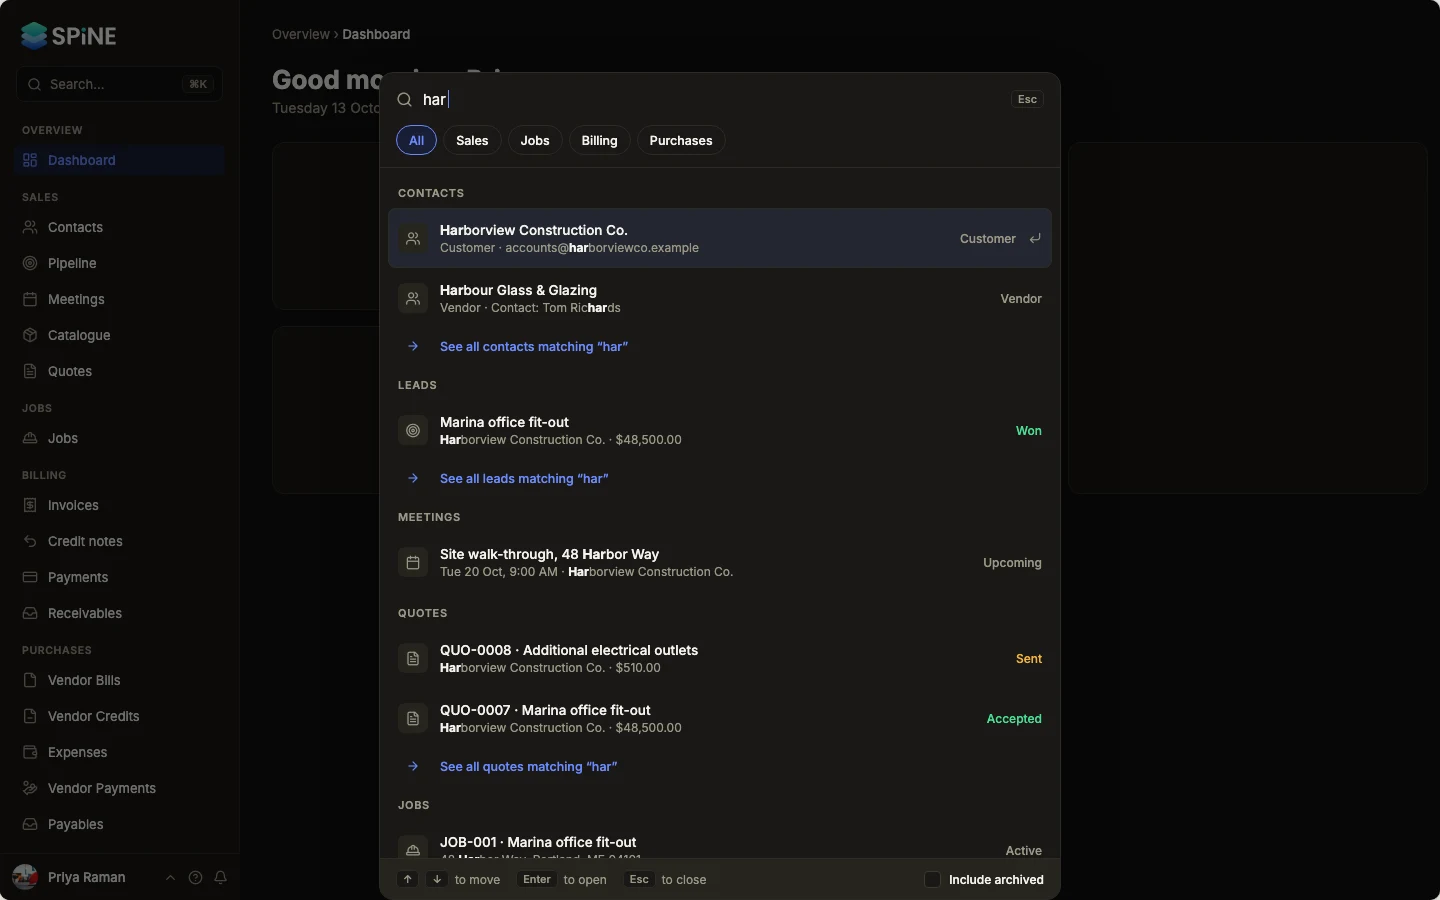 SPiNE
Search...
⌘K
OVERVIEW
Dashboard
SALES
Contacts
Pipeline
Meetings
Catalogue
Quotes
JOBS
Jobs
BILLING
Invoices
Credit notes
Payments
Receivables
PURCHASES
Vendor Bills
Vendor Credits
Expenses
Vendor Payments
Payables
Priya Raman
Overview › Dashboard
Good mo
Tuesday 13 Octo
har
Esc
All
Sales
Jobs
Billing
Purchases
CONTACTS
Harborview Construction Co.
Customer · accounts@harborviewco.example
Customer
Harbour Glass & Glazing
Vendor · Contact: Tom Richards
Vendor
See all contacts matching “har”
LEADS
Marina office fit-out
Harborview Construction Co. · $48,500.00
Won
See all leads matching “har”
MEETINGS
Site walk-through, 48 Harbor Way
Tue 20 Oct, 9:00 AM · Harborview Construction Co.
Upcoming
QUOTES
QUO-0008 · Additional electrical outlets
Harborview Construction Co. · $510.00
Sent
QUO-0007 · Marina office fit-out
Harborview Construction Co. · $48,500.00
Accepted
See all quotes matching “har”
JOBS
JOB-001 · Marina office fit-out
Active
↑ ↓ to move Enter to open Esc to close
Include archived